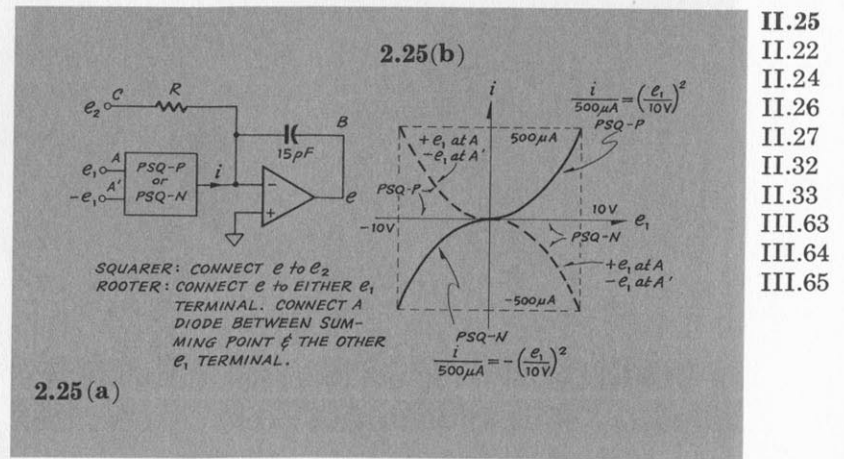 2.25(b)
e₂ C R
B
15pF
e₁ A
-e₁ A'
PSQ-P
or
PSQ-N
i
-
+
e
SQUARER: CONNECT e to e₂
ROOTER: CONNECT e to EITHER e₁
TERMINAL. CONNECT A
DIODE BETWEEN SUM-
MING POINT & THE OTHER
e₁ TERMINAL.
2.25(a)
i
i/500μA = (e₁/10V)²
PSQ-P
+e₁ at A
-e₁ at A'
500μA
PSQ-P
-10V
10V
e₁
PSQ-N
+e₁ at A
-e₁ at A'
-500μA
PSQ-N
i/500μA = -(e₁/10V)²
II.25
II.22
II.24
II.26
II.27
II.32
II.33
III.63
III.64
III.65